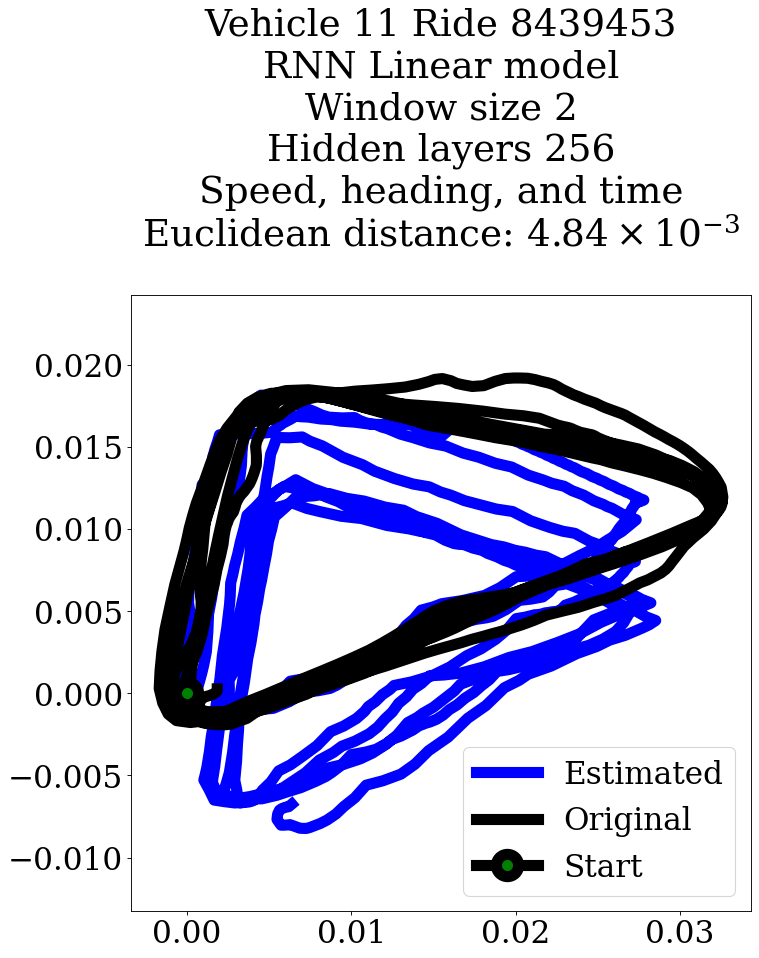 Vehicle 11 Ride 8439453
RNN Linear model
Window size 2
Hidden layers 256
Speed, heading, and time
Euclidean distance: 4.84 × 10⁻³
0.020
0.015
0.010
0.005
0.000
−0.005
−0.010
Estimated
Original
Start
0.00 0.01 0.02 0.03